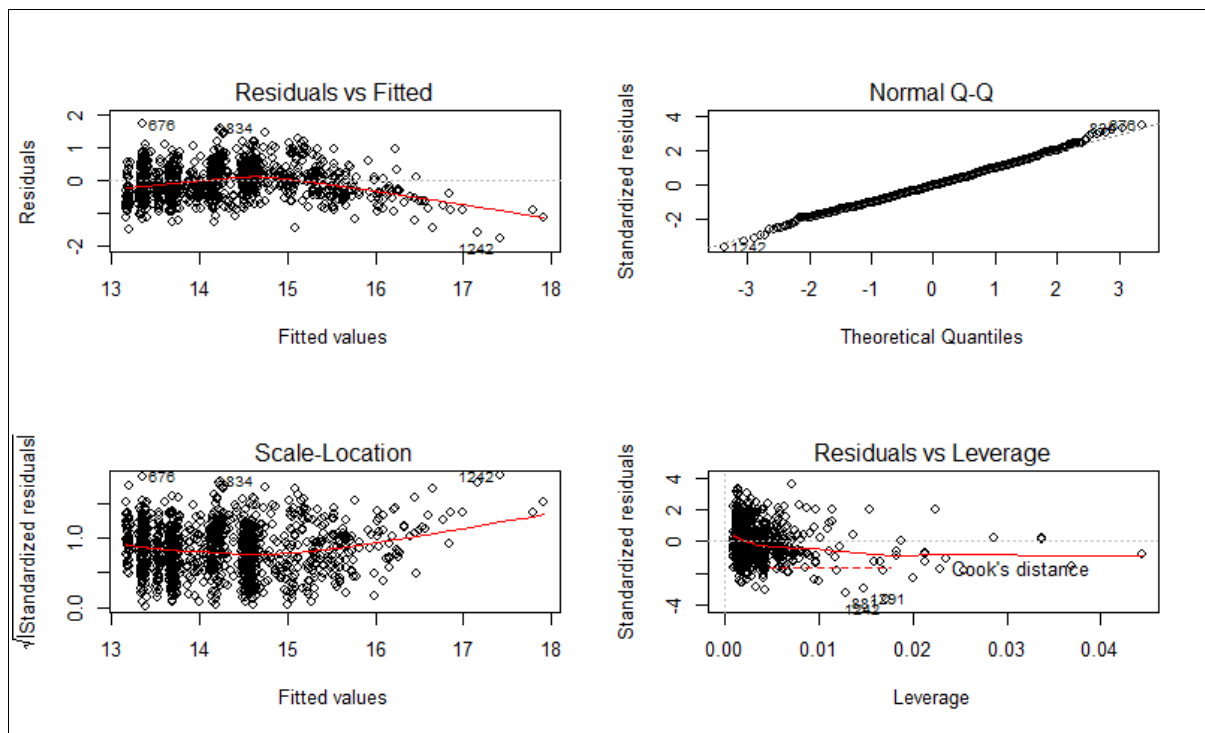 Residuals vs Fitted
Residuals
2
1
0
-2
676
834
1242
13 14 15 16 17 18
Fitted values
Normal Q-Q
Standardized residuals
4
2
0
-2
676
1242
-3 -2 -1 0 1 2 3
Theoretical Quantiles
Scale-Location
√|Standardized residuals|
1.0
0.0
676
834
1242
13 14 15 16 17 18
Fitted values
Residuals vs Leverage
Standardized residuals
4
2
0
-4
Cook's distance
1291
1242
0.00 0.01 0.02 0.03 0.04
Leverage